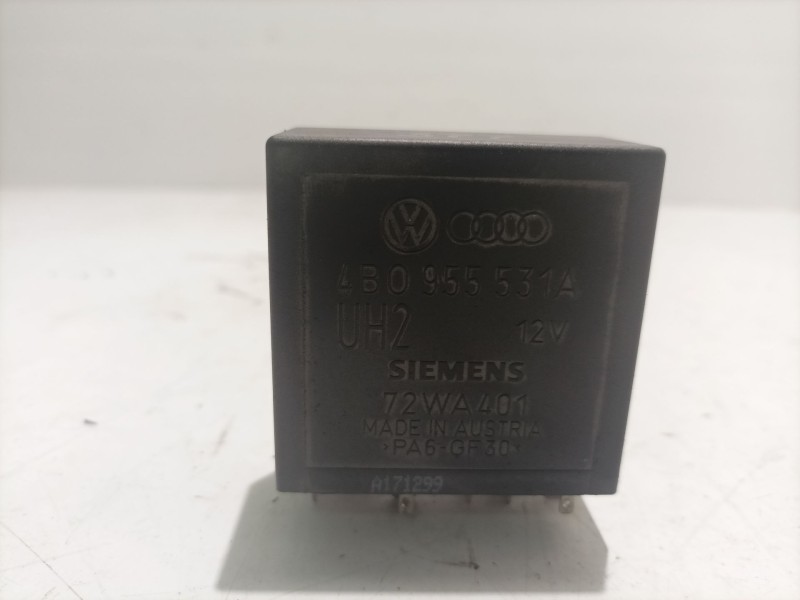 4B0 955 531A
UH2 12V
SIEMENS
72WA401
MADE IN AUSTRIA
>PA6-GF30<
A171299